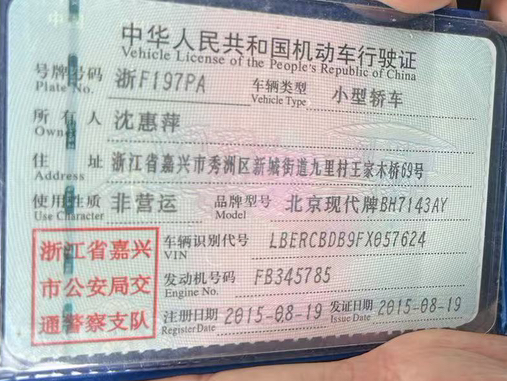 中华人民共和国机动车行驶证
Vehicle License of the People's Republic of China
号牌号码 浙F197PA 车辆类型 小型轿车
Plate No. Vehicle Type
所有人 沈惠萍
Owner
住址 浙江省嘉兴市秀洲区新城街道九里村王家木桥69号
Address
使用性质 非营运 品牌型号 北京现代牌BH7143AY
Use Character Model
浙江省嘉兴
市公安局交
通警察支队
车辆识别代号 LBERCBDB9FX057624
VIN
发动机号码 FB345785
Engine No.
注册日期 2015-08-19 发证日期 2015-08-19
Register Date Issue Date